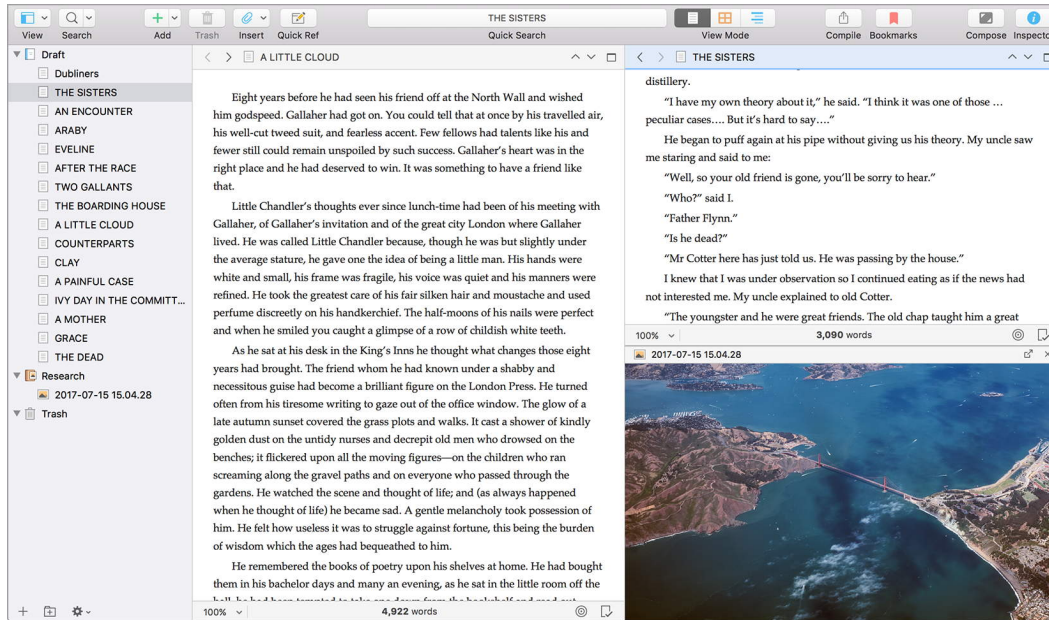 THE SISTERS
View
Search
Add
Trash
Insert
Quick Ref
Quick Search
View Mode
Compile
Bookmarks
Compose
Inspecto
Draft
Dubliners
THE SISTERS
AN ENCOUNTER
ARABY
EVELINE
AFTER THE RACE
TWO GALLANTS
THE BOARDING HOUSE
A LITTLE CLOUD
COUNTERPARTS
CLAY
A PAINFUL CASE
IVY DAY IN THE COMMITT...
A MOTHER
GRACE
THE DEAD
Research
2017-07-15 15.04.28
Trash
A LITTLE CLOUD
Eight years before he had seen his friend off at the North Wall and wished
him godspeed. Gallaher had got on. You could tell that at once by his travelled air,
his well-cut tweed suit, and fearless accent. Few fellows had talents like his and
fewer still could remain unspoiled by such success. Gallaher’s heart was in the
right place and he had deserved to win. It was something to have a friend like
that.
Little Chandler’s thoughts ever since lunch-time had been of his meeting with
Gallaher, of Gallaher’s invitation and of the great city London where Gallaher
lived. He was called Little Chandler because, though he was but slightly under
the average stature, he gave one the idea of being a little man. His hands were
white and small, his frame was fragile, his voice was quiet and his manners were
refined. He took the greatest care of his fair silken hair and moustache and used
perfume discreetly on his handkerchief. The half-moons of his nails were perfect
and when he smiled you caught a glimpse of a row of childish white teeth.
As he sat at his desk in the King’s Inns he thought what changes those eight
years had brought. The friend whom he had known under a shabby and
necessitous guise had become a brilliant figure on the London Press. He turned
often from his tiresome writing to gaze out of the office window. The glow of a
late autumn sunset covered the grass plots and walks. It cast a shower of kindly
golden dust on the untidy nurses and decrepit old men who drowsed on the
benches; it flickered upon all the moving figures—on the children who ran
screaming along the gravel paths and on everyone who passed through the
gardens. He watched the scene and thought of life; and (as always happened
when he thought of life) he became sad. A gentle melancholy took possession of
him. He felt how useless it was to struggle against fortune, this being the burden
of wisdom which the ages had bequeathed to him.
He remembered the books of poetry upon his shelves at home. He had bought
them in his bachelor days and many an evening, as he sat in the little room off the
hall, he had been tempted to take one down from the bookshelf and read out
100%
4,922 words
THE SISTERS
distillery.
“I have my own theory about it,” he said. “I think it was one of those …
peculiar cases…. But it’s hard to say….”
He began to puff again at his pipe without giving us his theory. My uncle saw
me staring and said to me:
“Well, so your old friend is gone, you’ll be sorry to hear.”
“Who?” said I.
“Father Flynn.”
“Is he dead?”
“Mr Cotter here has just told us. He was passing by the house.”
I knew that I was under observation so I continued eating as if the news had
not interested me. My uncle explained to old Cotter.
“The youngster and he were great friends. The old chap taught him a great
100%
3,090 words
2017-07-15 15.04.28